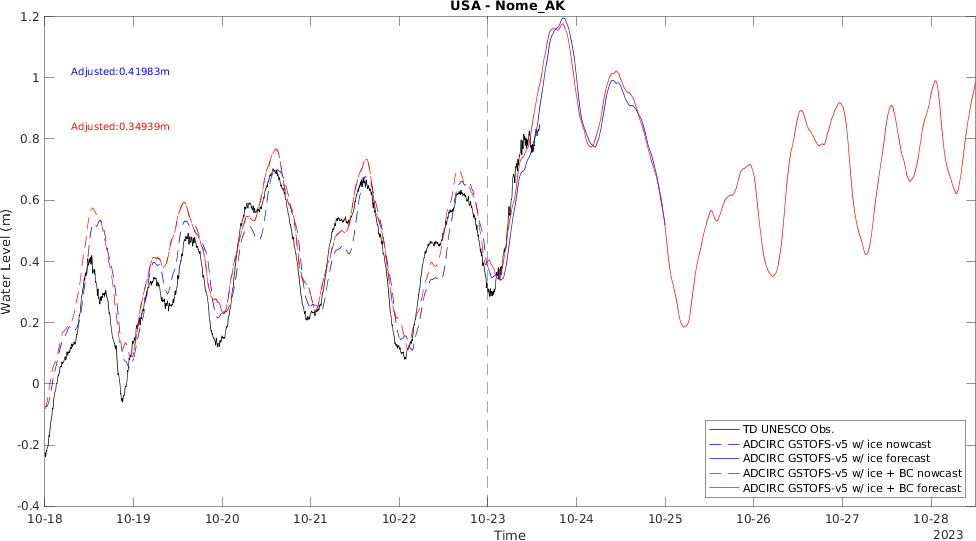 USA - Nome_AK
1.2
1
0.8
0.6
0.4
0.2
0
-0.2
-0.4
Water Level (m)
Adjusted:0.41983m
Adjusted:0.34939m
TD UNESCO Obs.
ADCIRC GSTOFS-v5 w/ ice nowcast
ADCIRC GSTOFS-v5 w/ ice forecast
ADCIRC GSTOFS-v5 w/ ice + BC nowcast
ADCIRC GSTOFS-v5 w/ ice + BC forecast
10-18 10-19 10-20 10-21 10-22 10-23 10-24 10-25 10-26 10-27 10-28
Time
2023